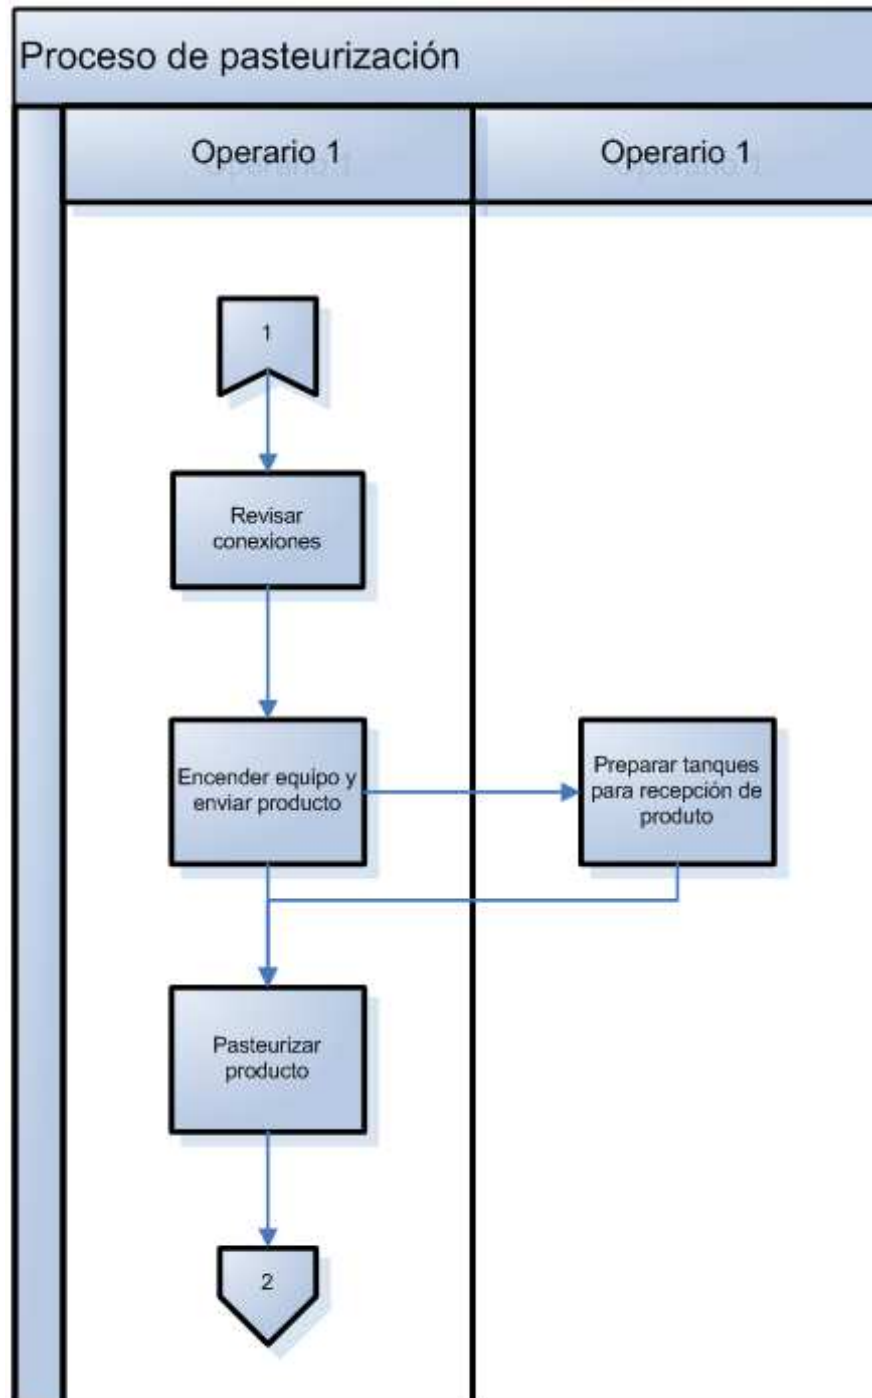 Proceso de pasteurización
Operario 1
Operario 1
1
Revisar
conexiones
Encender equipo y
enviar producto
Preparar tanques
para recepción de
produto
Pasteurizar
producto
2